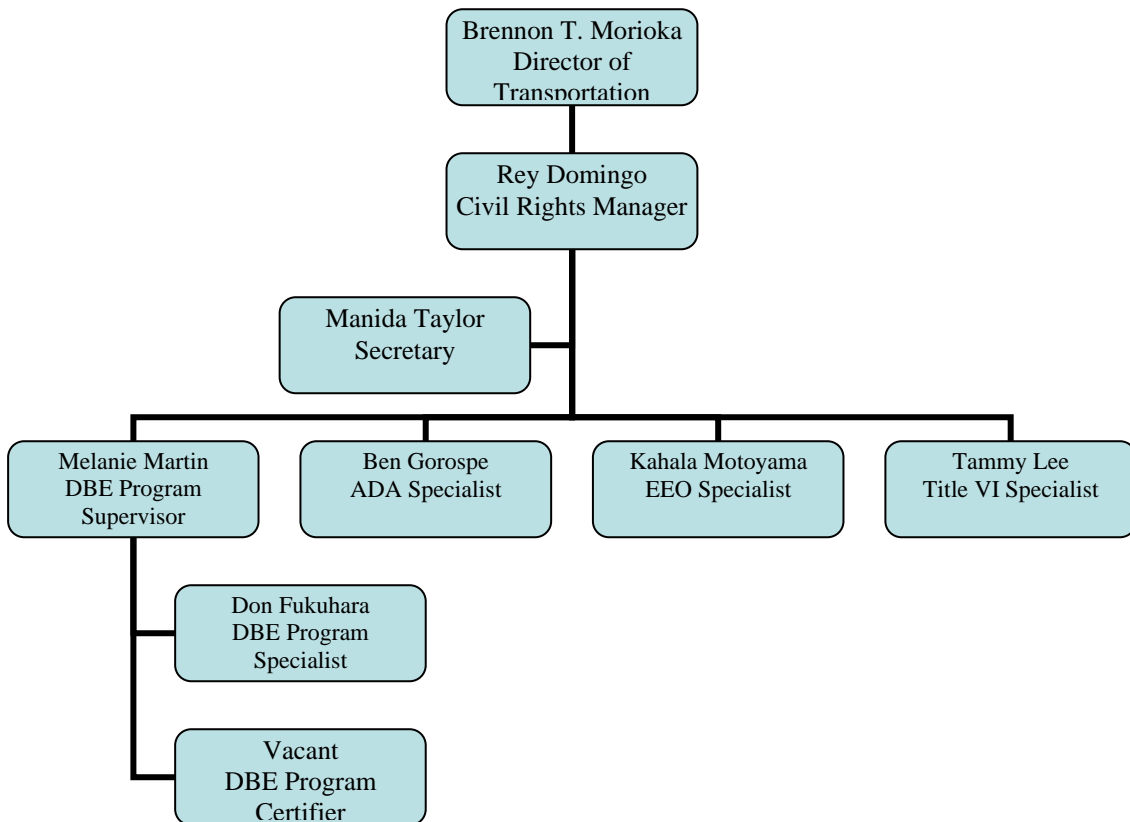 Brennon T. Morioka
Director of
Transportation
Rey Domingo
Civil Rights Manager
Manida Taylor
Secretary
Melanie Martin
DBE Program
Supervisor
Ben Gorospe
ADA Specialist
Kahala Motoyama
EEO Specialist
Tammy Lee
Title VI Specialist
Don Fukuhara
DBE Program
Specialist
Vacant
DBE Program
Certifier